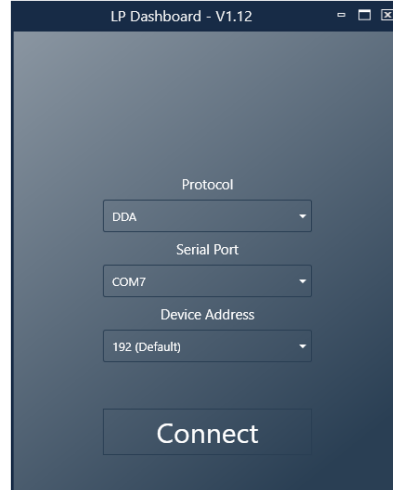 LP Dashboard - V1.12
Protocol
DDA
Serial Port
COM7
Device Address
192 (Default)
Connect